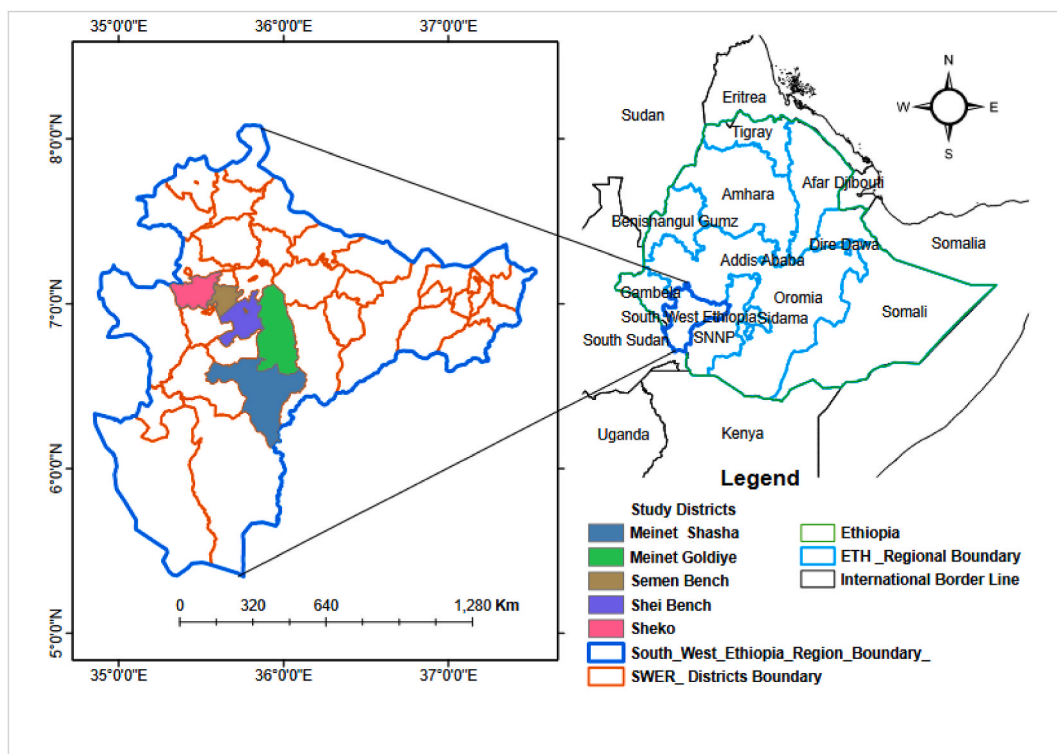 35°0'0"E 36°0'0"E 37°0'0"E
8°0'0"N
7°0'0"N
6°0'0"N
5°0'0"N
35°0'0"E 36°0'0"E 37°0'0"E
0 320 640 1,280 Km
N
W E
S
Sudan
Eritrea
Tigray
Afar Djibouti
Amhara
Benishangul Gumz
Dire Dawa
Somalia
Addis Ababa
Gambela
Oromia
Somali
South West Ethiopia
Sidama
South Sudan
SNNP
Uganda
Kenya
Legend
Study Districts
Meinet Shasha
Meinet Goldiye
Semen Bench
Shei Bench
Sheko
South_West_Ethiopia_Region_Boundary_
SWER_ Districts Boundary
Ethiopia
ETH _Regional Boundary
International Border Line